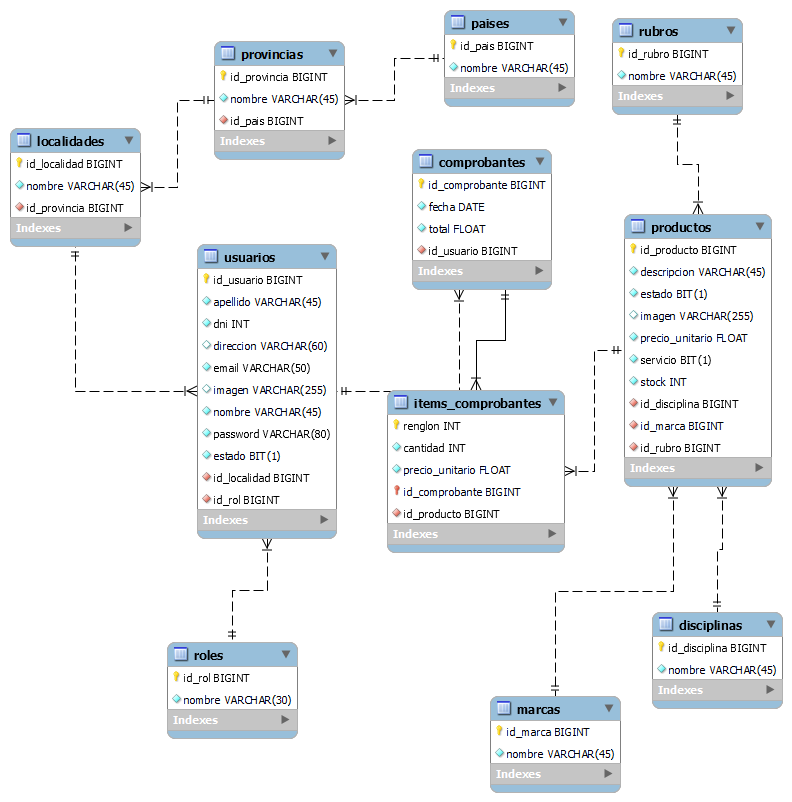 paises
id_pais BIGINT
nombre VARCHAR(45)
Indexes
rubros
id_rubro BIGINT
nombre VARCHAR(45)
Indexes
provincias
id_provincia BIGINT
nombre VARCHAR(45)
id_pais BIGINT
Indexes
localidades
id_localidad BIGINT
nombre VARCHAR(45)
id_provincia BIGINT
Indexes
comprobantes
id_comprobante BIGINT
fecha DATE
total FLOAT
id_usuario BIGINT
Indexes
productos
id_producto BIGINT
descripcion VARCHAR(45)
estado BIT(1)
imagen VARCHAR(255)
precio_unitario FLOAT
servicio BIT(1)
stock INT
id_disciplina BIGINT
id_marca BIGINT
id_rubro BIGINT
Indexes
usuarios
id_usuario BIGINT
apellido VARCHAR(45)
dni INT
direccion VARCHAR(60)
email VARCHAR(50)
imagen VARCHAR(255)
nombre VARCHAR(45)
password VARCHAR(80)
estado BIT(1)
id_localidad BIGINT
id_rol BIGINT
Indexes
items_comprobantes
renglon INT
cantidad INT
precio_unitario FLOAT
id_comprobante BIGINT
id_producto BIGINT
Indexes
roles
id_rol BIGINT
nombre VARCHAR(30)
Indexes
disciplinas
id_disciplina BIGINT
nombre VARCHAR(45)
Indexes
marcas
id_marca BIGINT
nombre VARCHAR(45)
Indexes